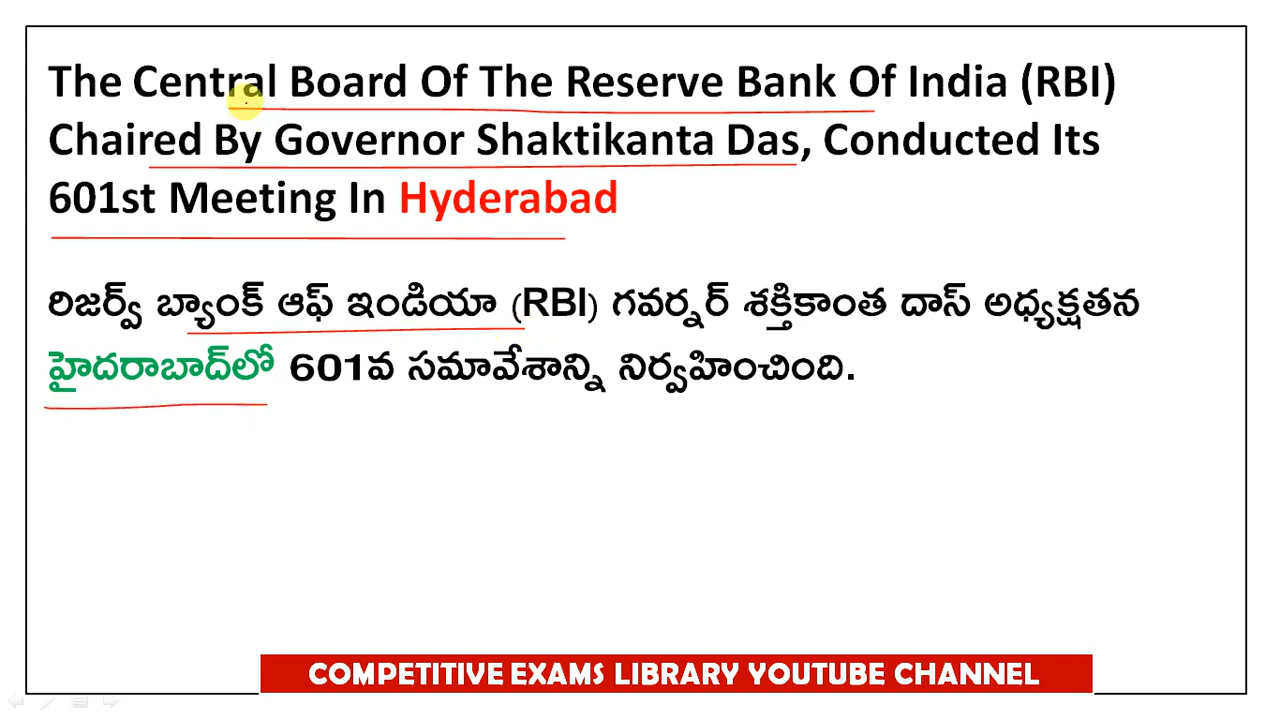 The Central Board Of The Reserve Bank Of India (RBI)
Chaired By Governor Shaktikanta Das, Conducted Its
601st Meeting In Hyderabad
రిజర్వ్ బ్యాంక్ ఆఫ్ ఇండియా (RBI) గవర్నర్ శక్తికాంత దాస్ అధ్యక్షతన
హైదరాబాద్‌లో 601వ సమావేశాన్ని నిర్వహించింది.
COMPETITIVE EXAMS LIBRARY YOUTUBE CHANNEL